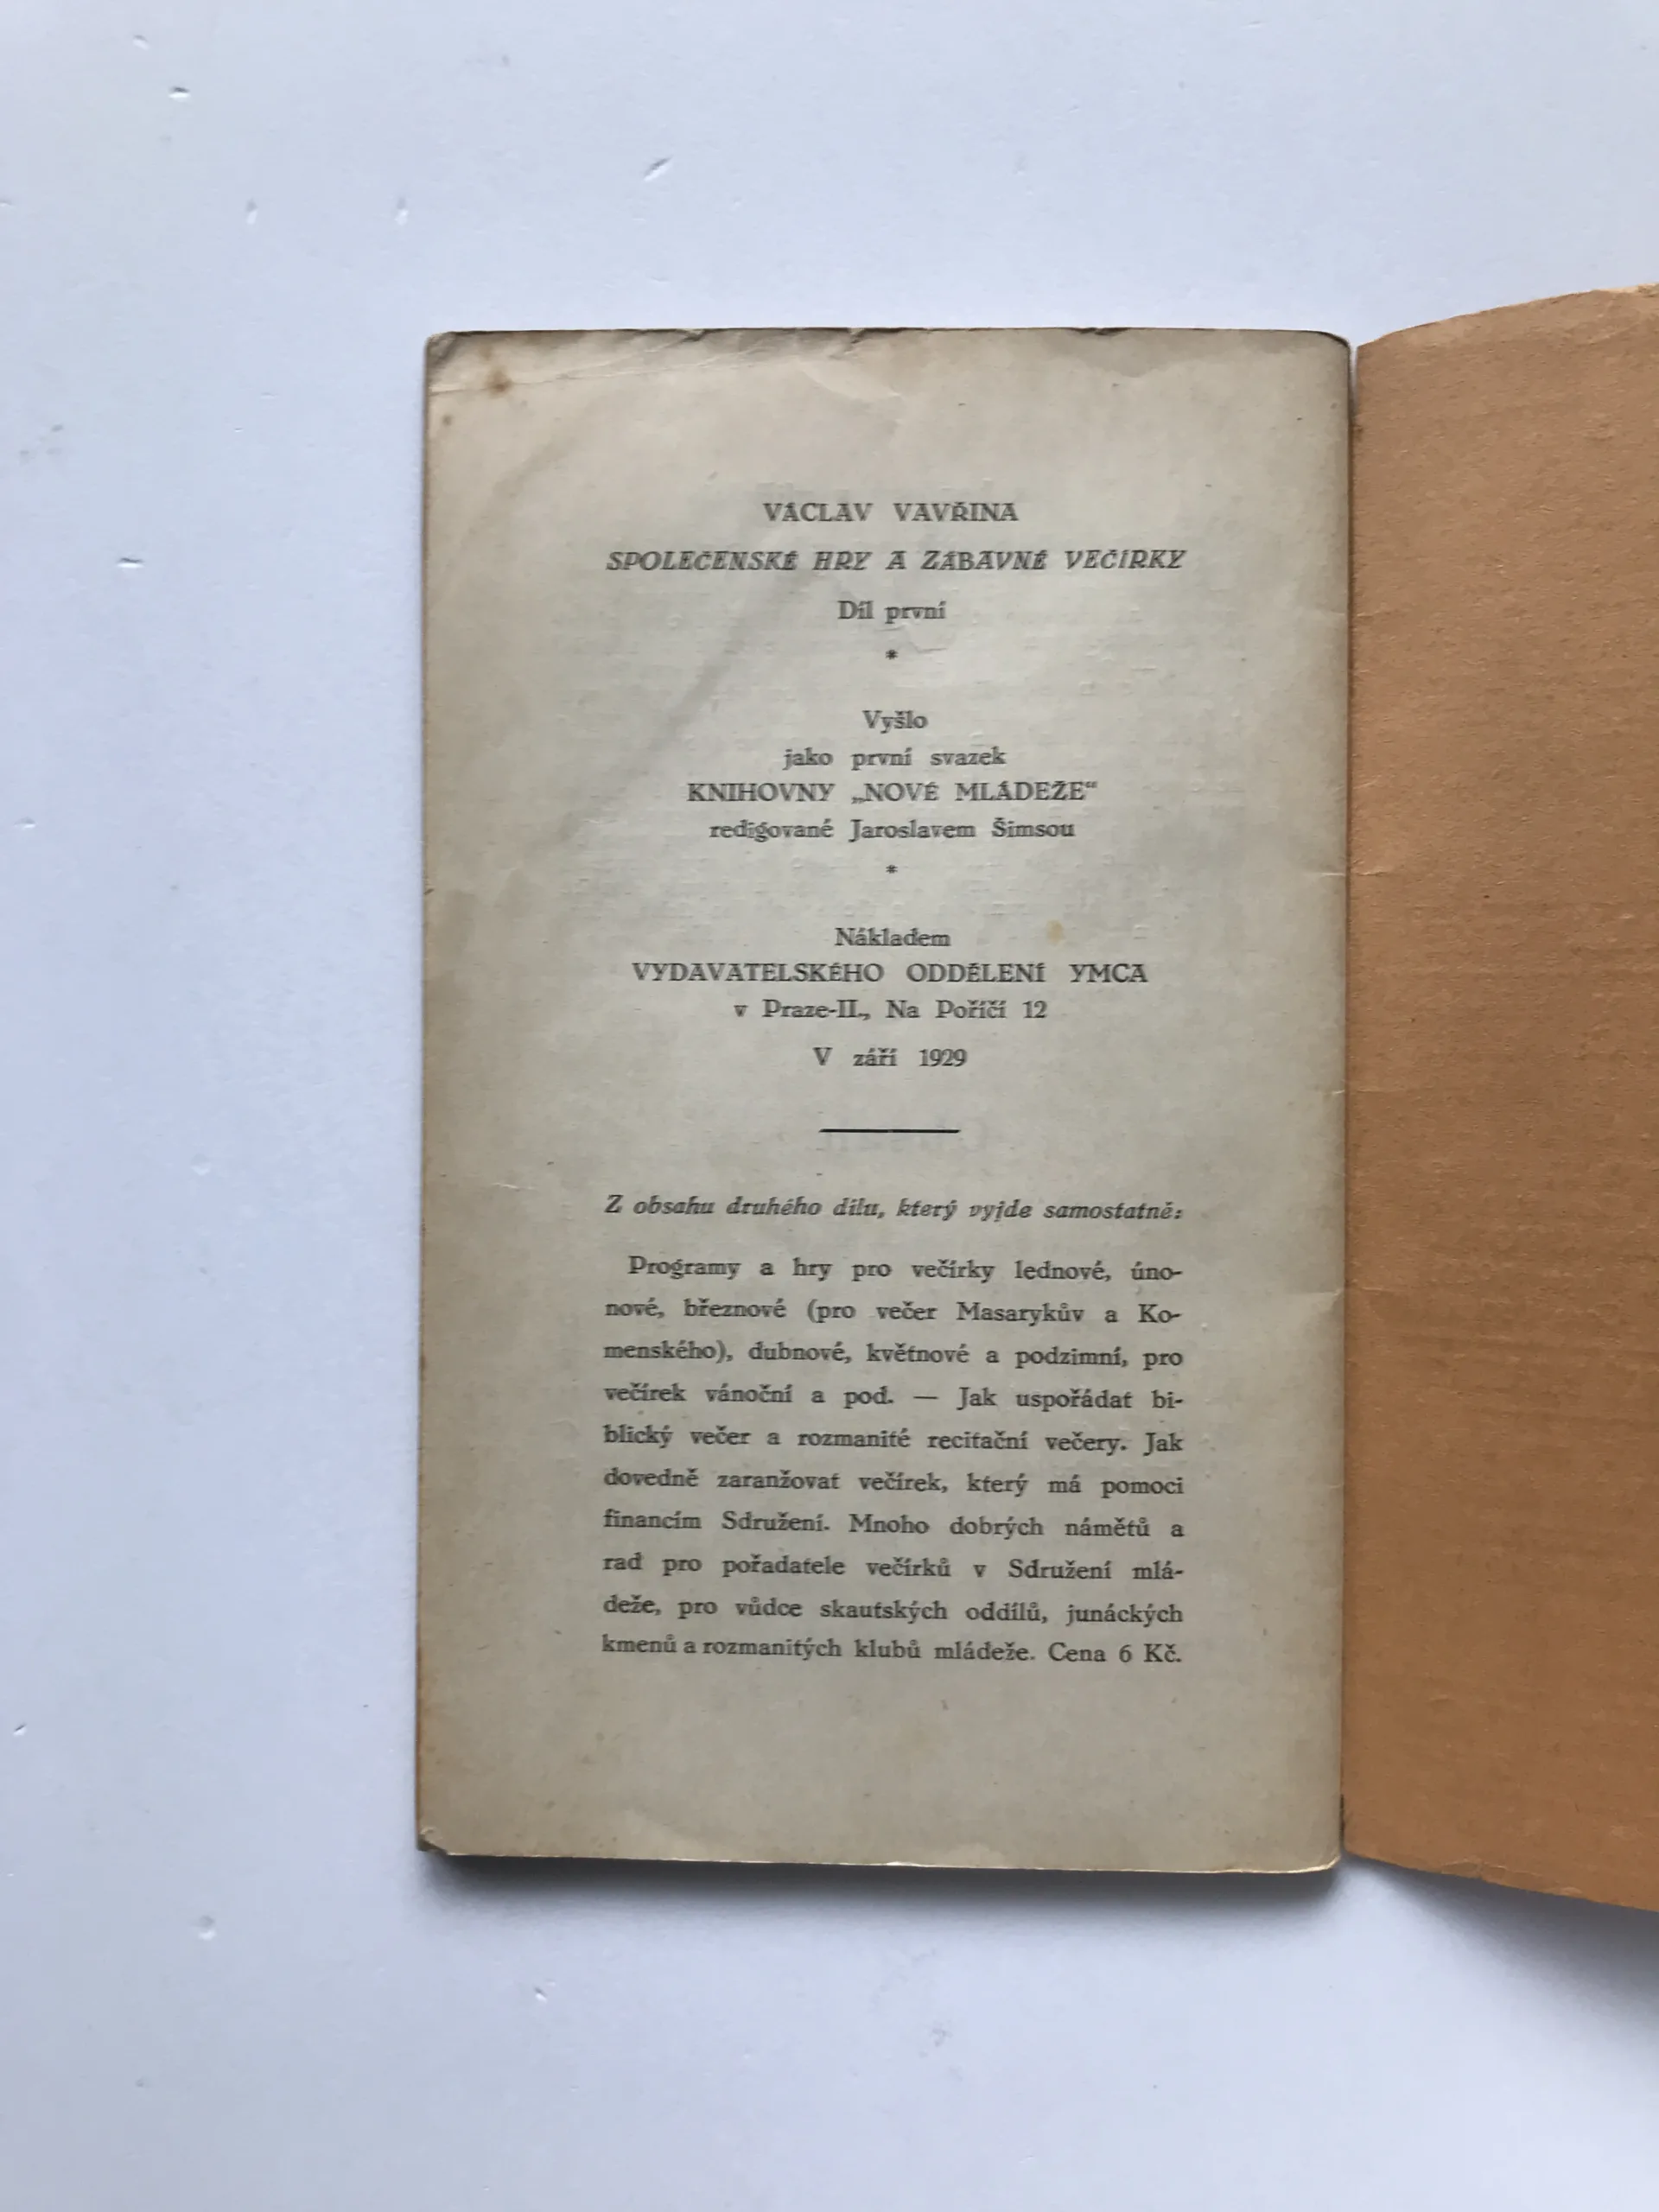 VÁCLAV VAVŘINA
SPOLEČENSKÉ HRY A ZÁBAVNÉ VEČÍRKY
Díl první
*
Vyšlo
jako první svazek
KNIHOVNY „NOVÉ MLÁDEŽE“
redigované Jaroslavem Šimsou
*
Nákladem
VYDAVATELSKÉHO ODDĚLENÍ YMCA
v Praze-II., Na Poříčí 12
V září 1929
Z obsahu druhého dílu, který vyjde samostatně:
Programy a hry pro večírky lednové, úno-
nové, březnové (pro večer Masarykův a Ko-
menského), dubnové, květnové a podzimní, pro
večírek vánoční a pod. — Jak uspořádat bi-
blický večer a rozmanité recitační večery. Jak
dovedně zaranžovat večírek, který má pomoci
financím Sdružení. Mnoho dobrých námětů a
rad pro pořadatele večírků v Sdružení mlá-
deže, pro vůdce skautských oddílů, junáckých
kmenů a rozmanitých klubů mládeže. Cena 6 Kč.